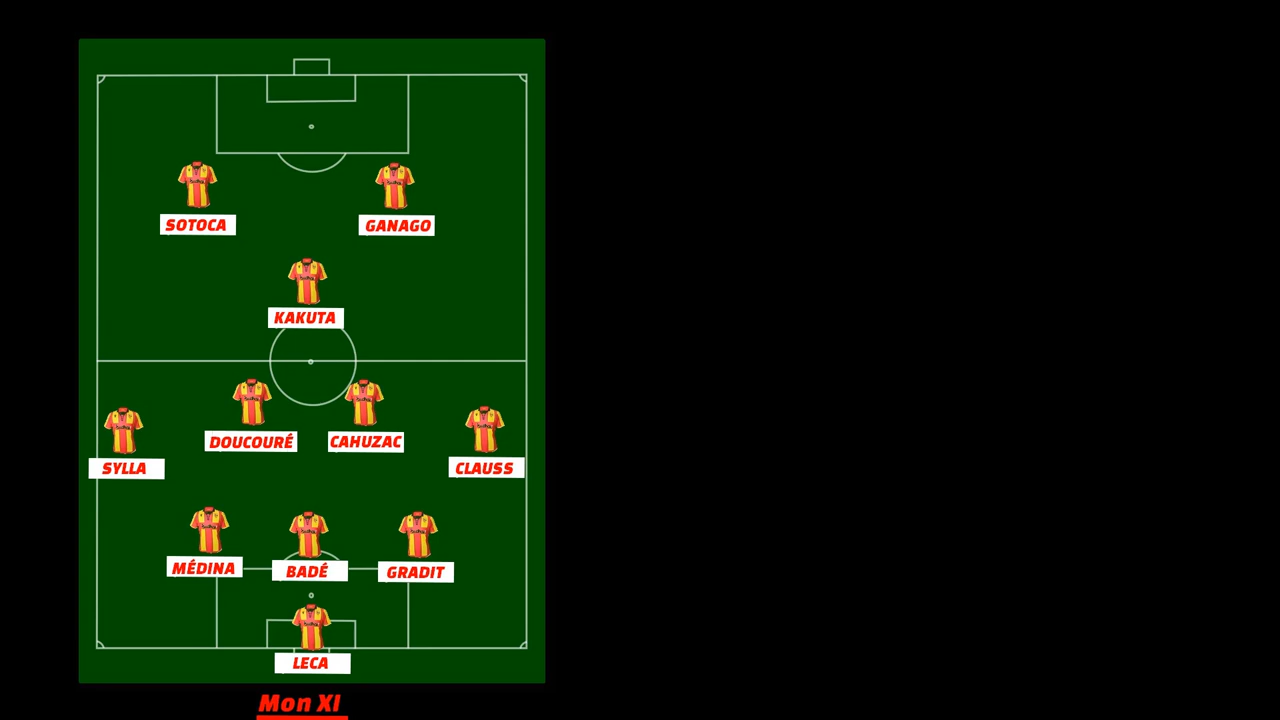 SOTOCA
GANAGO
KAKUTA
DOUCOURÉ
CAHUZAC
SYLLA
CLAUSS
MÉDINA
BADÉ
GRADIT
LECA
Mon XI